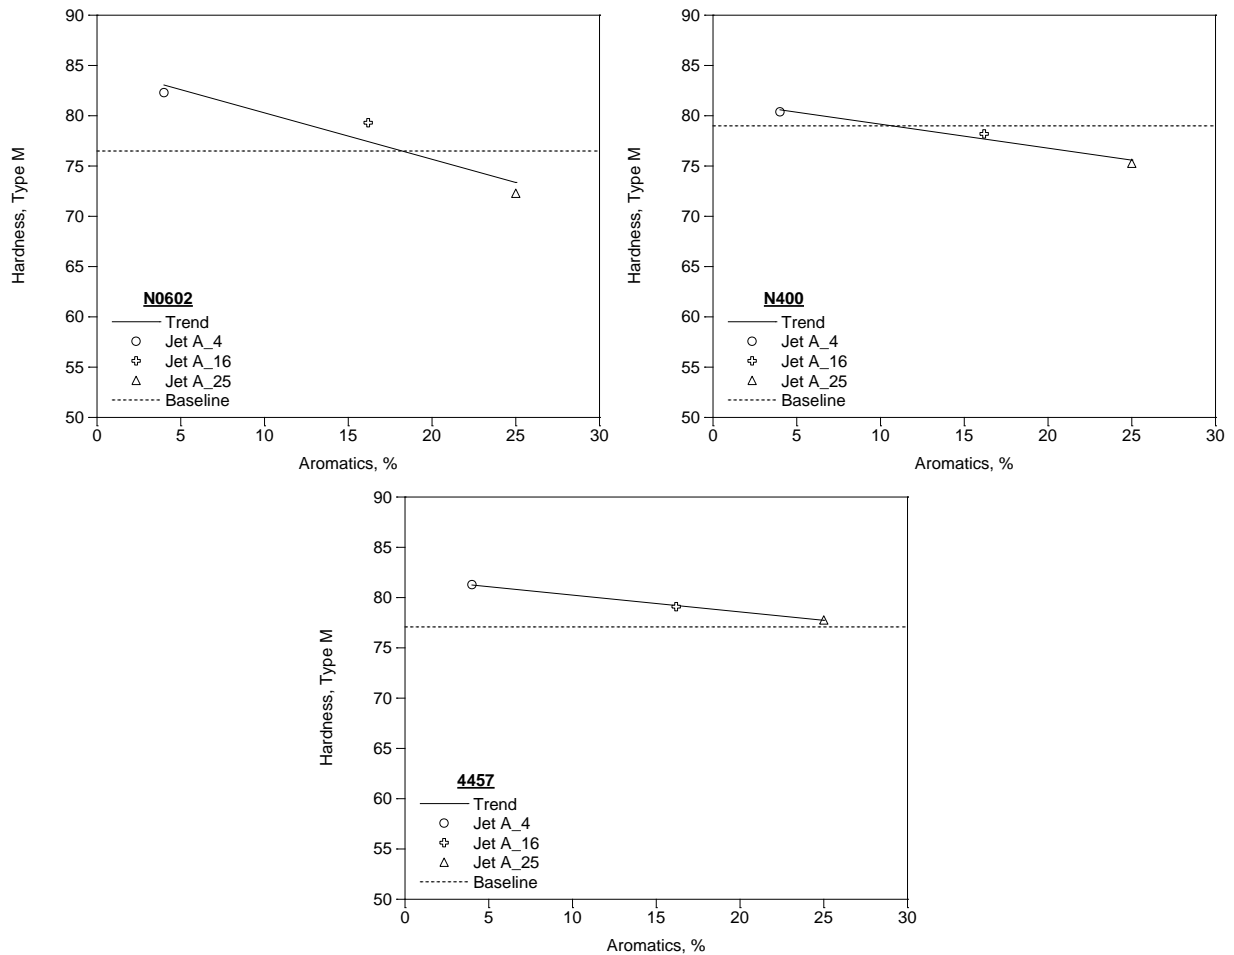 90
85
80
75
70
65
60
55
50
Hardness, Type M
N0602
Trend
Jet A_4
Jet A_16
Jet A_25
Baseline
0 5 10 15 20 25 30
Aromatics, %
90
85
80
75
70
65
60
55
50
Hardness, Type M
N400
Trend
Jet A_4
Jet A_16
Jet A_25
Baseline
0 5 10 15 20 25 30
Aromatics, %
90
85
80
75
70
65
60
55
50
Hardness, Type M
4457
Trend
Jet A_4
Jet A_16
Jet A_25
Baseline
0 5 10 15 20 25 30
Aromatics, %